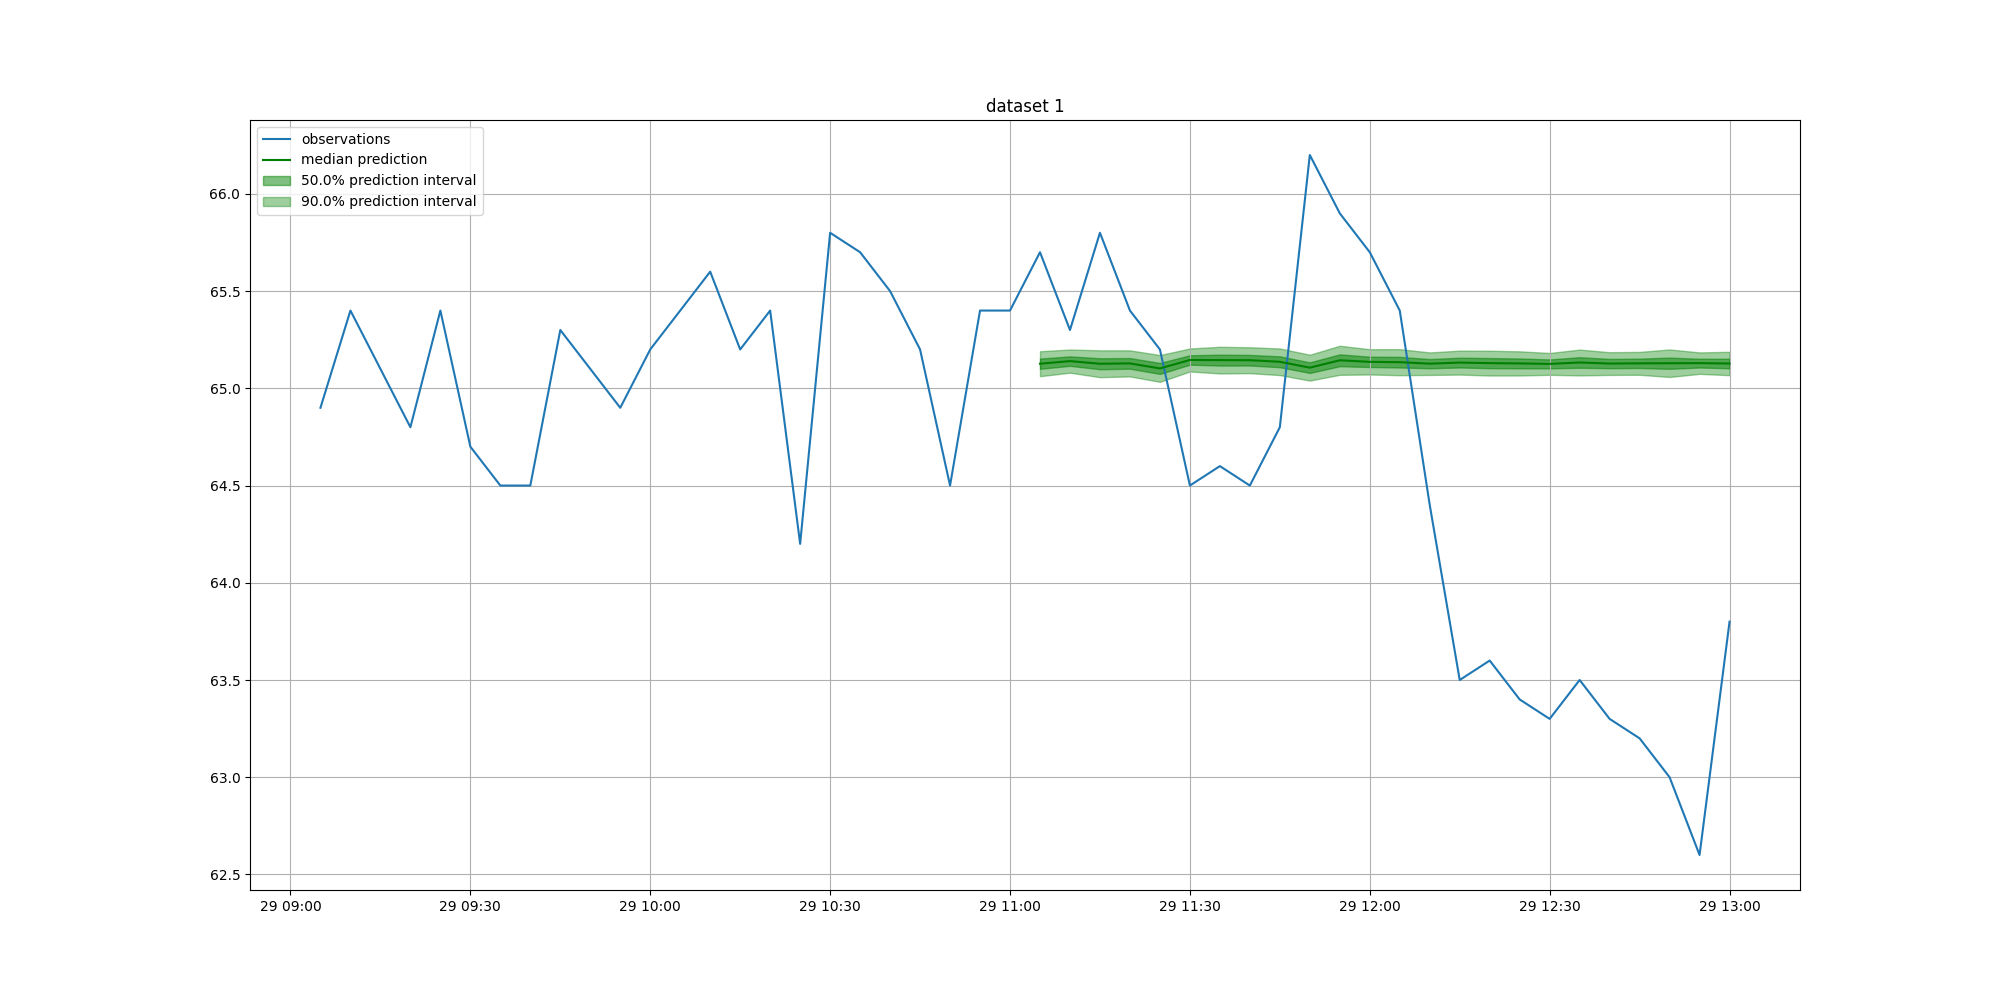 dataset 1
observations
median prediction
50.0% prediction interval
90.0% prediction interval
66.0
65.5
65.0
64.5
64.0
63.5
63.0
62.5
29 09:00 29 09:30 29 10:00 29 10:30 29 11:00 29 11:30 29 12:00 29 12:30 29 13:00